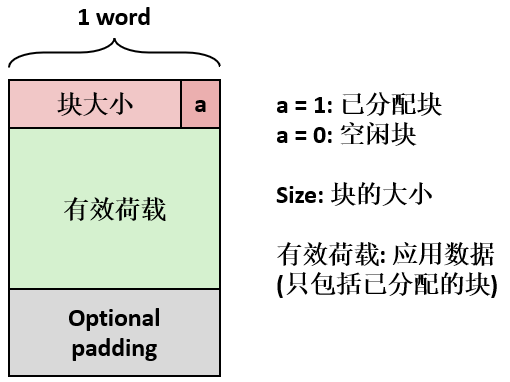 1 word
块大小
a
有效荷载
Optional
padding
a = 1: 已分配块
a = 0: 空闲块
Size: 块的大小
有效荷载: 应用数据
(只包括已分配的块)